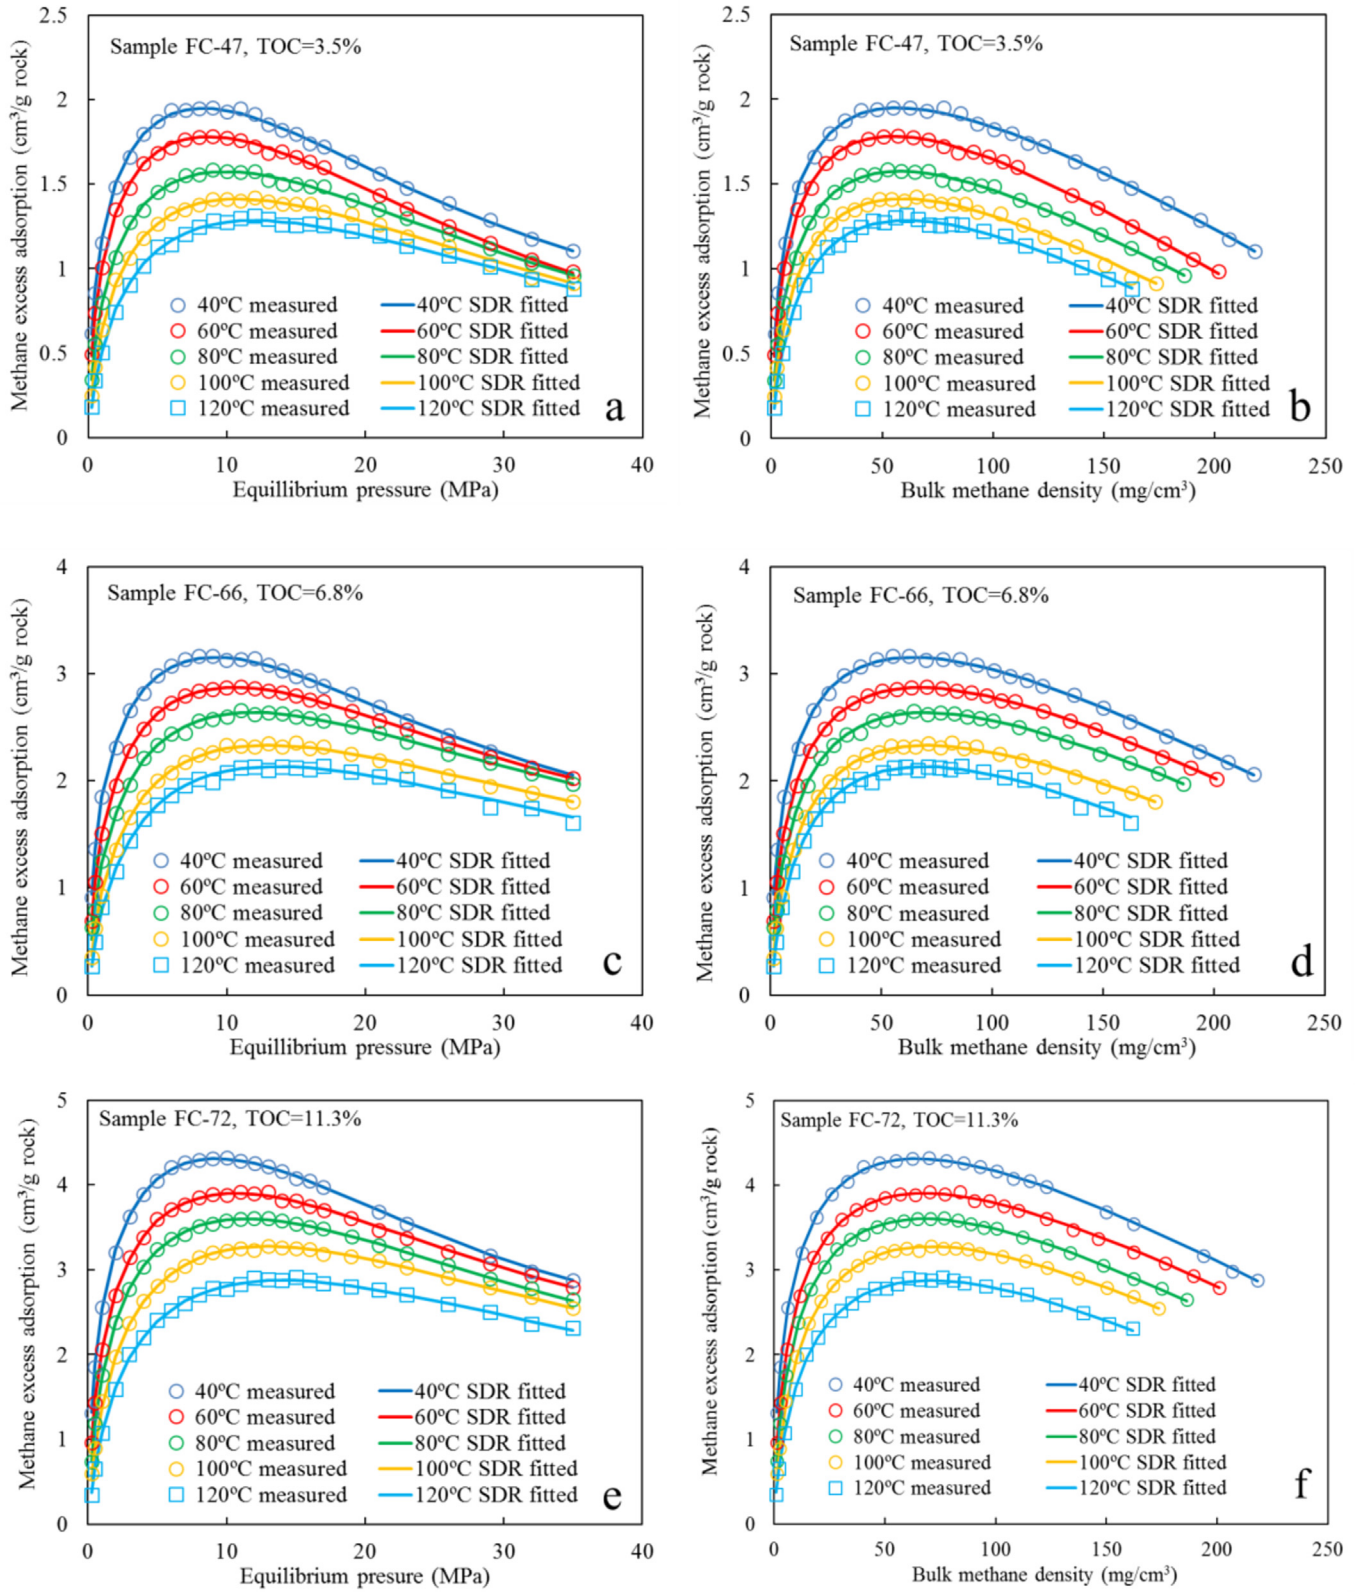 Methane excess adsorption (cm³/g rock)
2.5
2
1.5
1
0.5
0
Sample FC-47, TOC=3.5%
40ºC measured 40ºC SDR fitted
60ºC measured 60ºC SDR fitted
80ºC measured 80ºC SDR fitted
100ºC measured 100ºC SDR fitted
120ºC measured 120ºC SDR fitted
a
0 10 20 30 40
Equillibrium pressure (MPa)
Methane excess adsorption (cm³/g rock)
2.5
2
1.5
1
0.5
0
Sample FC-47, TOC=3.5%
40ºC measured 40ºC SDR fitted
60ºC measured 60ºC SDR fitted
80ºC measured 80ºC SDR fitted
100ºC measured 100ºC SDR fitted
120ºC measured 120ºC SDR fitted
b
0 50 100 150 200 250
Bulk methane density (mg/cm³)
Methane excess adsorption (cm³/g rock)
4
3
2
1
0
Sample FC-66, TOC=6.8%
40ºC measured 40ºC SDR fitted
60ºC measured 60ºC SDR fitted
80ºC measured 80ºC SDR fitted
100ºC measured 100ºC SDR fitted
120ºC measured 120ºC SDR fitted
c
0 10 20 30 40
Equillibrium pressure (MPa)
Methane excess adsorption (cm³/g rock)
4
3
2
1
0
Sample FC-66, TOC=6.8%
40ºC measured 40ºC SDR fitted
60ºC measured 60ºC SDR fitted
80ºC measured 80ºC SDR fitted
100ºC measured 100ºC SDR fitted
120ºC measured 120ºC SDR fitted
d
0 50 100 150 200 250
Bulk methane density (mg/cm³)
Methane excess adsorption (cm³/g rock)
5
4
3
2
1
0
Sample FC-72, TOC=11.3%
40ºC measured 40ºC SDR fitted
60ºC measured 60ºC SDR fitted
80ºC measured 80ºC SDR fitted
100ºC measured 100ºC SDR fitted
120ºC measured 120ºC SDR fitted
e
0 10 20 30 40
Equillibrium presure (MPa)
Methane excess adsorption (cm³/g rock)
5
4
3
2
1
0
Sample FC-72, TOC=11.3%
40ºC measured 40ºC SDR fitted
60ºC measured 60ºC SDR fitted
80ºC measured 80ºC SDR fitted
100ºC measured 100ºC SDR fitted
120ºC measured 120ºC SDR fitted
f
0 50 100 150 200 250
Bulk methane density (mg/cm³)